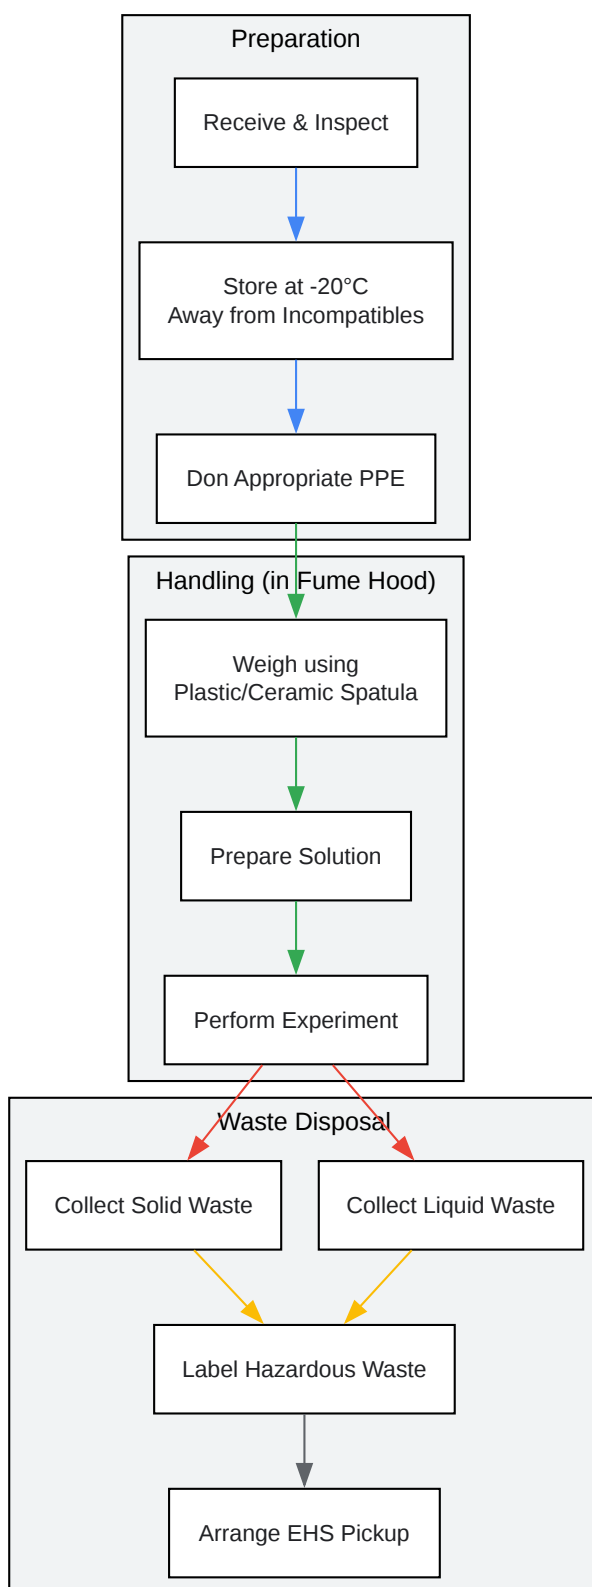 Preparation
Receive & Inspect
Store at -20°C
Away from Incompatibles
Don Appropriate PPE
Handling (in Fume Hood)
Weigh using
Plastic/Ceramic Spatula
Prepare Solution
Perform Experiment
Waste Disposal
Collect Solid Waste
Collect Liquid Waste
Label Hazardous Waste
Arrange EHS Pickup